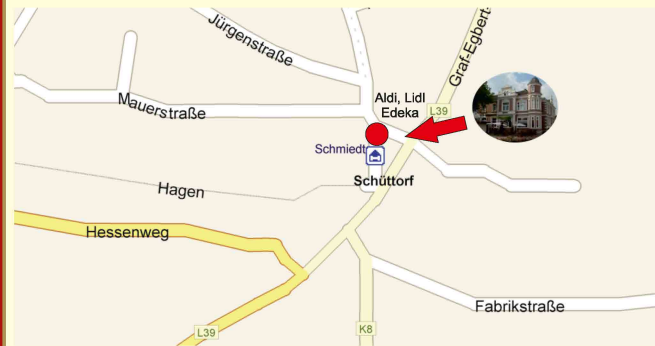 Jürgenstraße
Graf-Egbert-
Mauerstraße
Aldi, Lidl
Edeka
L39
Schmiedt
Schüttorf
Hagen
Hessenweg
Fabrikstraße
L39
K8